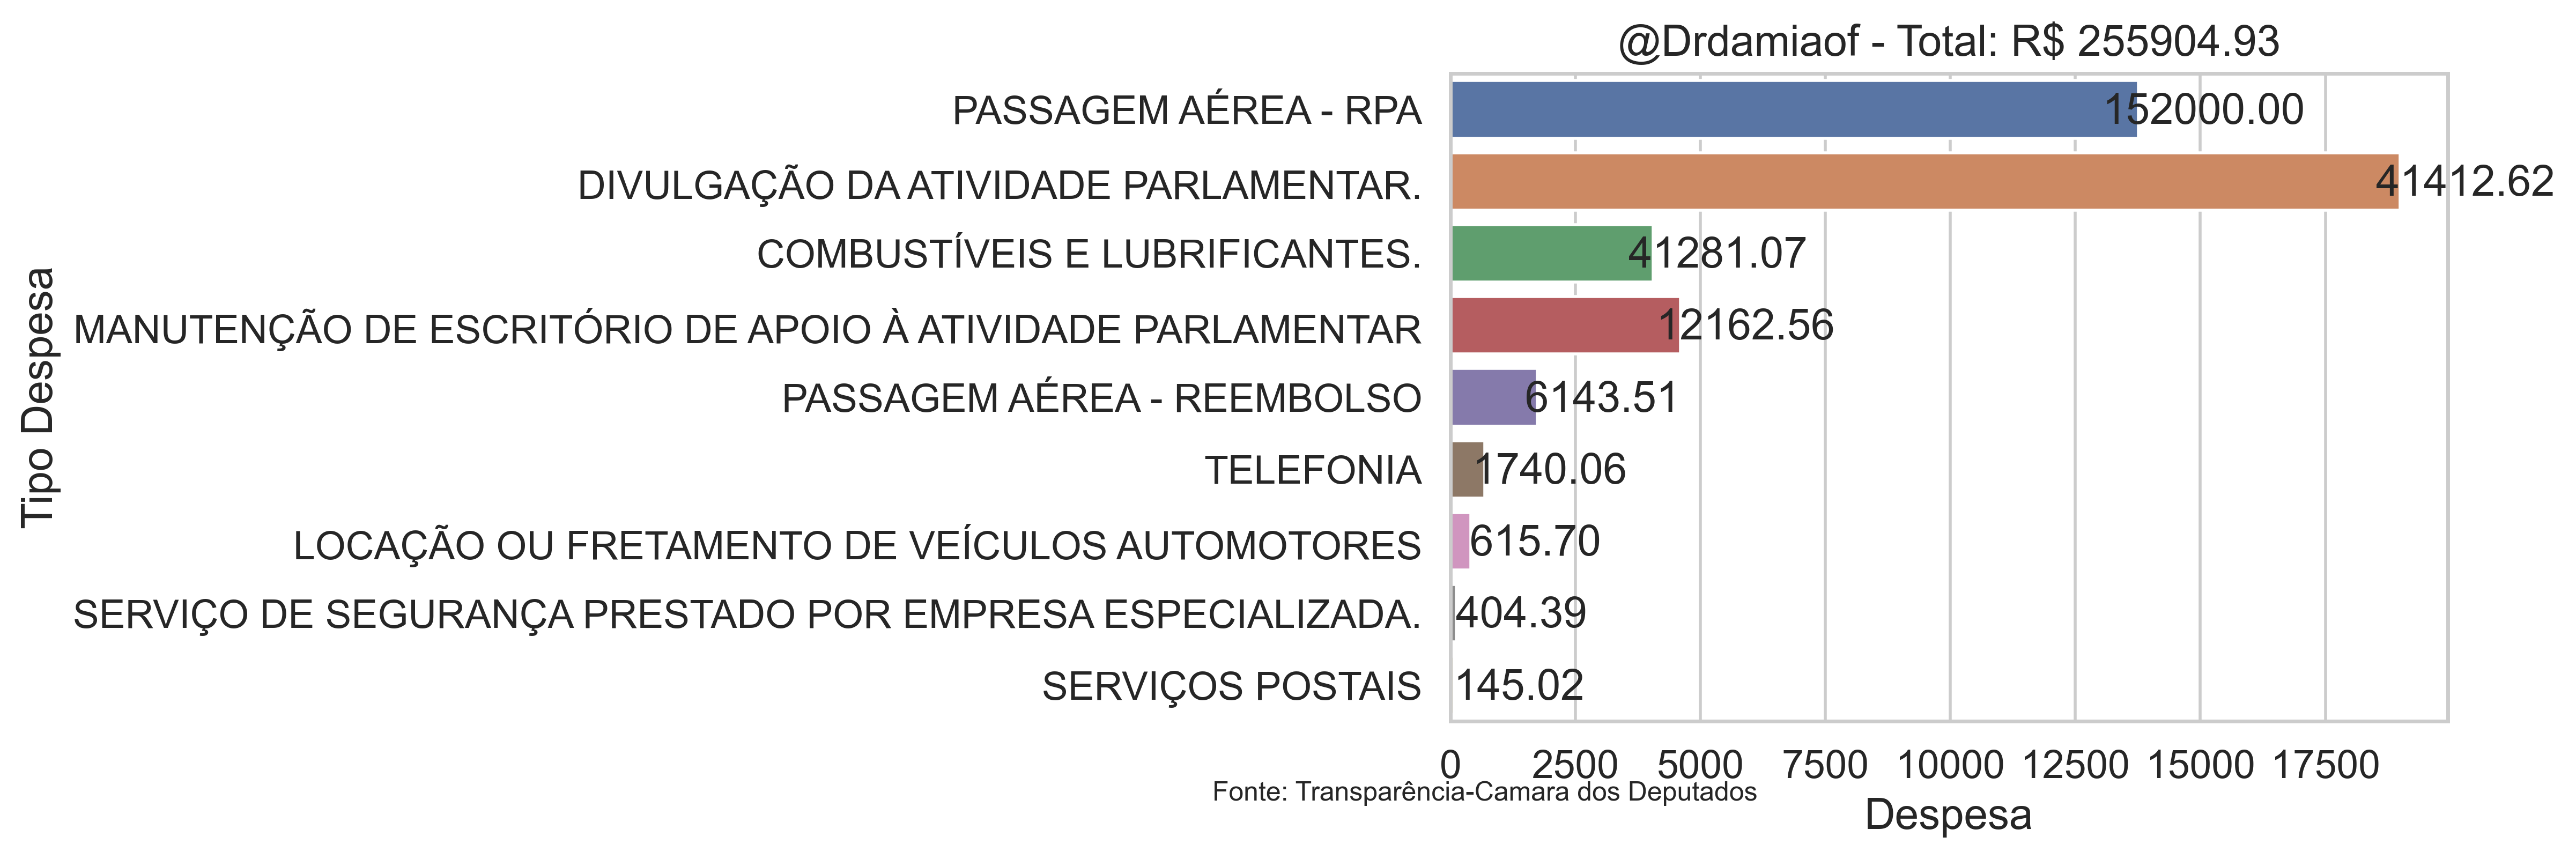 @Drdamiaof - Total: R$ 255904.93
PASSAGEM AÉREA - RPA 152000.00
DIVULGAÇÃO DA ATIVIDADE PARLAMENTAR. 41412.62
COMBUSTÍVEIS E LUBRIFICANTES. 41281.07
MANUTENÇÃO DE ESCRITÓRIO DE APOIO À ATIVIDADE PARLAMENTAR 12162.56
PASSAGEM AÉREA - REEMBOLSO 6143.51
TELEFONIA 1740.06
LOCAÇÃO OU FRETAMENTO DE VEÍCULOS AUTOMOTORES 615.70
SERVIÇO DE SEGURANÇA PRESTADO POR EMPRESA ESPECIALIZADA. 404.39
SERVIÇOS POSTAIS 145.02
Tipo Despesa
0 2500 5000 7500 10000 12500 15000 17500
Fonte: Transparência-Camara dos Deputados
Despesa